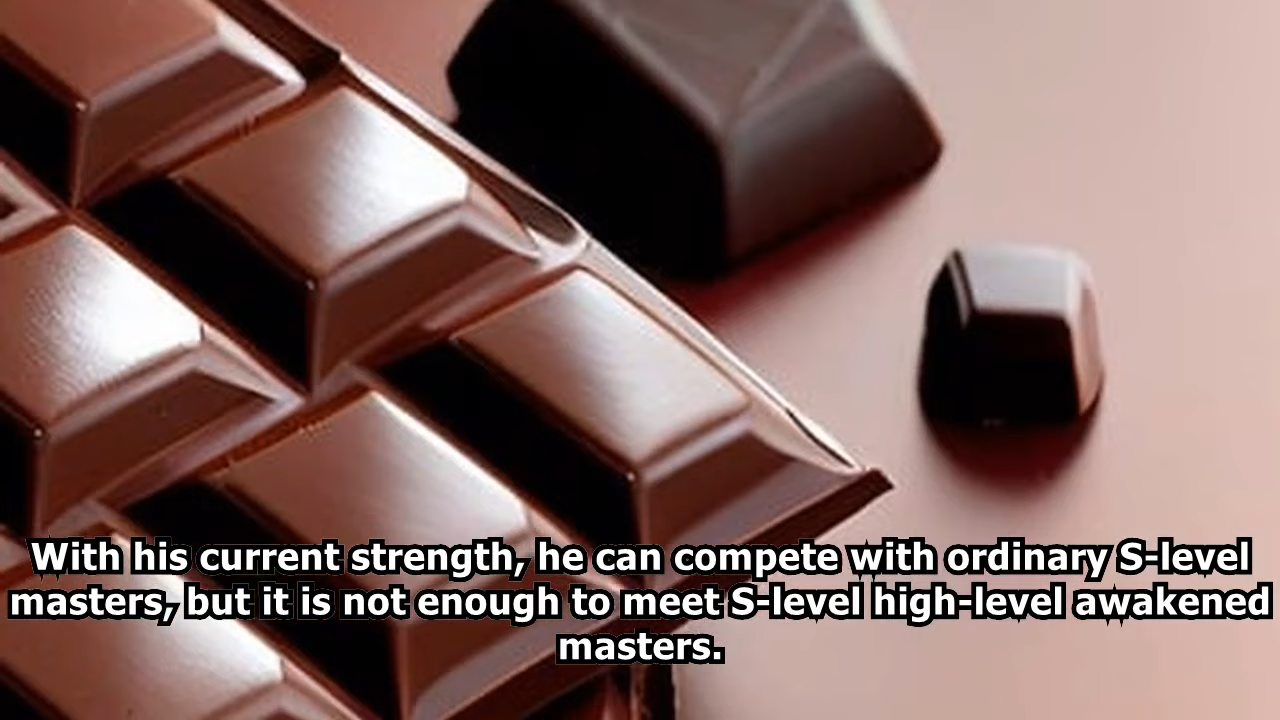 With his current strength, he can compete with ordinary S-level
masters, but it is not enough to meet S-level high-level awakened
masters.